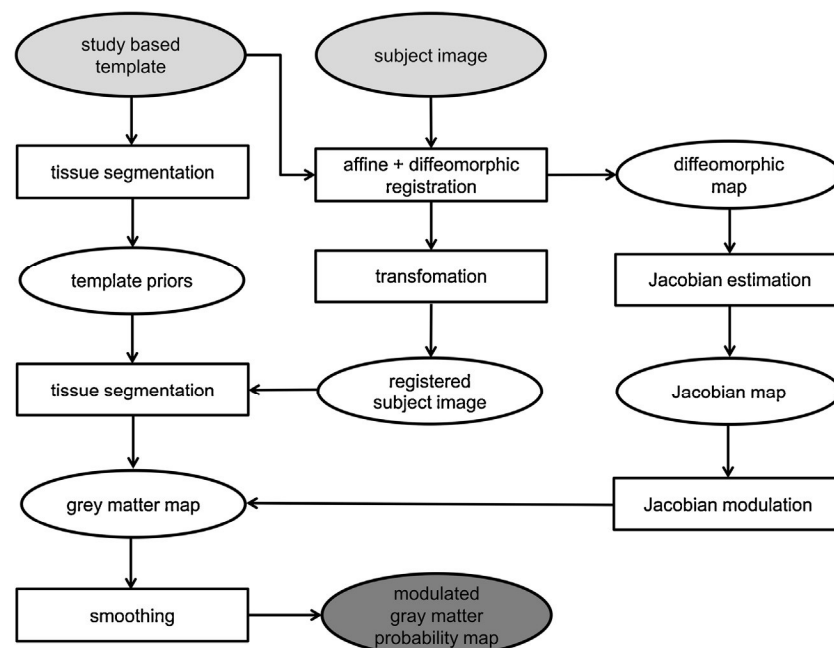 study based
template
subject image
tissue segmentation
affine + diffeomorphic
registration
diffeomorphic
map
template priors
transfomation
Jacobian estimation
tissue segmentation
registered
subject image
Jacobian map
grey matter map
Jacobian modulation
smoothing
modulated
gray matter
probability map